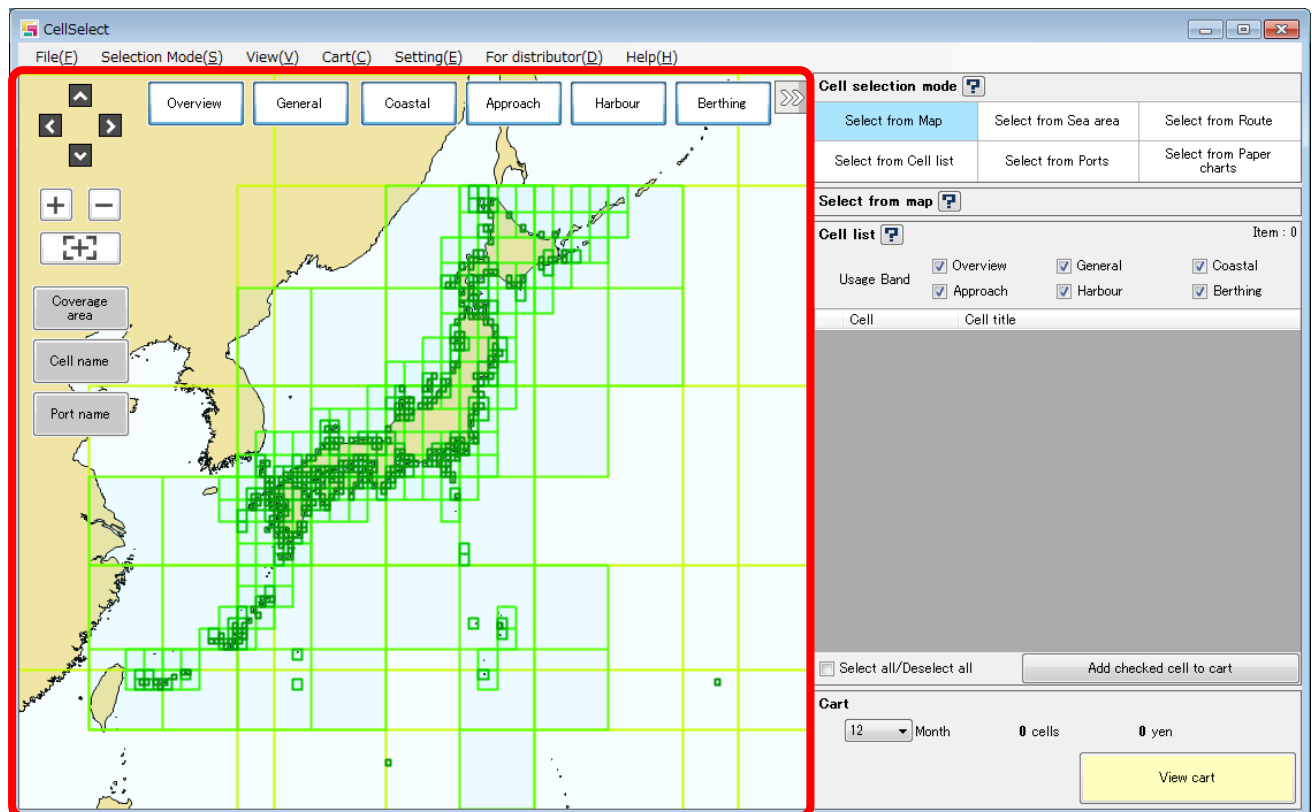 CellSelect
File(F) Selection Mode(S) View(V) Cart(C) Setting(E) For distributor(D) Help(H)
Overview General Coastal Approach Harbour Berthing
Coverage
area
Cell name
Port name
Cell selection mode ?
Select from Map Select from Sea area Select from Route
Select from Cell list Select from Ports Select from Paper
charts
Select from map ?
Cell list ? Item : 0
Usage Band
Overview General Coastal
Approach Harbour Berthing
Cell Cell title
Select all/Deselect all Add checked cell to cart
Cart
12 Month 0 cells 0 yen
View cart